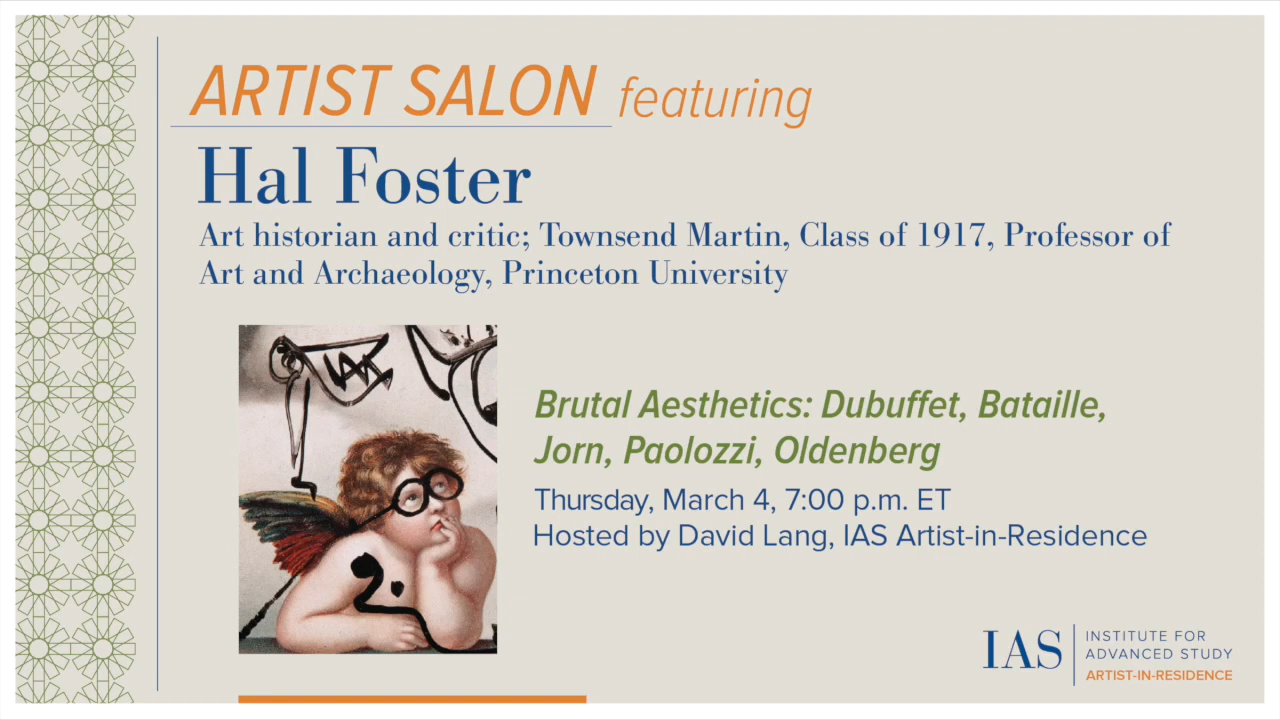 ARTIST SALON featuring
Hal Foster
Art historian and critic; Townsend Martin, Class of 1917, Professor of
Art and Archaeology, Princeton University
Brutal Aesthetics: Dubuffet, Bataille,
Jorn, Paolozzi, Oldenberg
Thursday, March 4, 7:00 p.m. ET
Hosted by David Lang, IAS Artist-in-Residence
IAS
INSTITUTE FOR
ADVANCED STUDY
ARTIST-IN-RESIDENCE